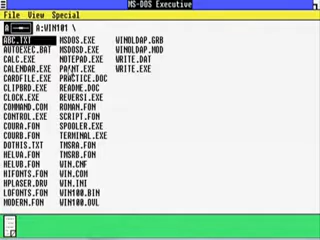 MS-DOS Executive
File View Special
A A:WIN101 \
ABC.TXT MSDOS.EXE WINOLDAP.GRB
AUTOEXEC.BAT MSDOSD.EXE WINOLDAP.MOD
CALC.EXE NOTEPAD.EXE WRITE.DAT
CALENDAR.EXE PAINT.EXE WRITE.EXE
CARDFILE.EXE PRACTICE.DOC
CLIPBRD.EXE README.DOC
CLOCK.EXE REVERSI.EXE
COMMAND.COM ROMAN.FON
CONTROL.EXE SCRIPT.FON
COURA.FON SPOOLER.EXE
COURB.FON TERMINAL.EXE
DOTHIS.TXT TMSRA.FON
HELVA.FON TMSRB.FON
HELVB.FON WIN.CNF
HIFONTS.FON WIN.COM
HPLASER.DRV WIN.INI
LOFONTS.FON WIN100.BIN
MODERN.FON WIN100.OVL